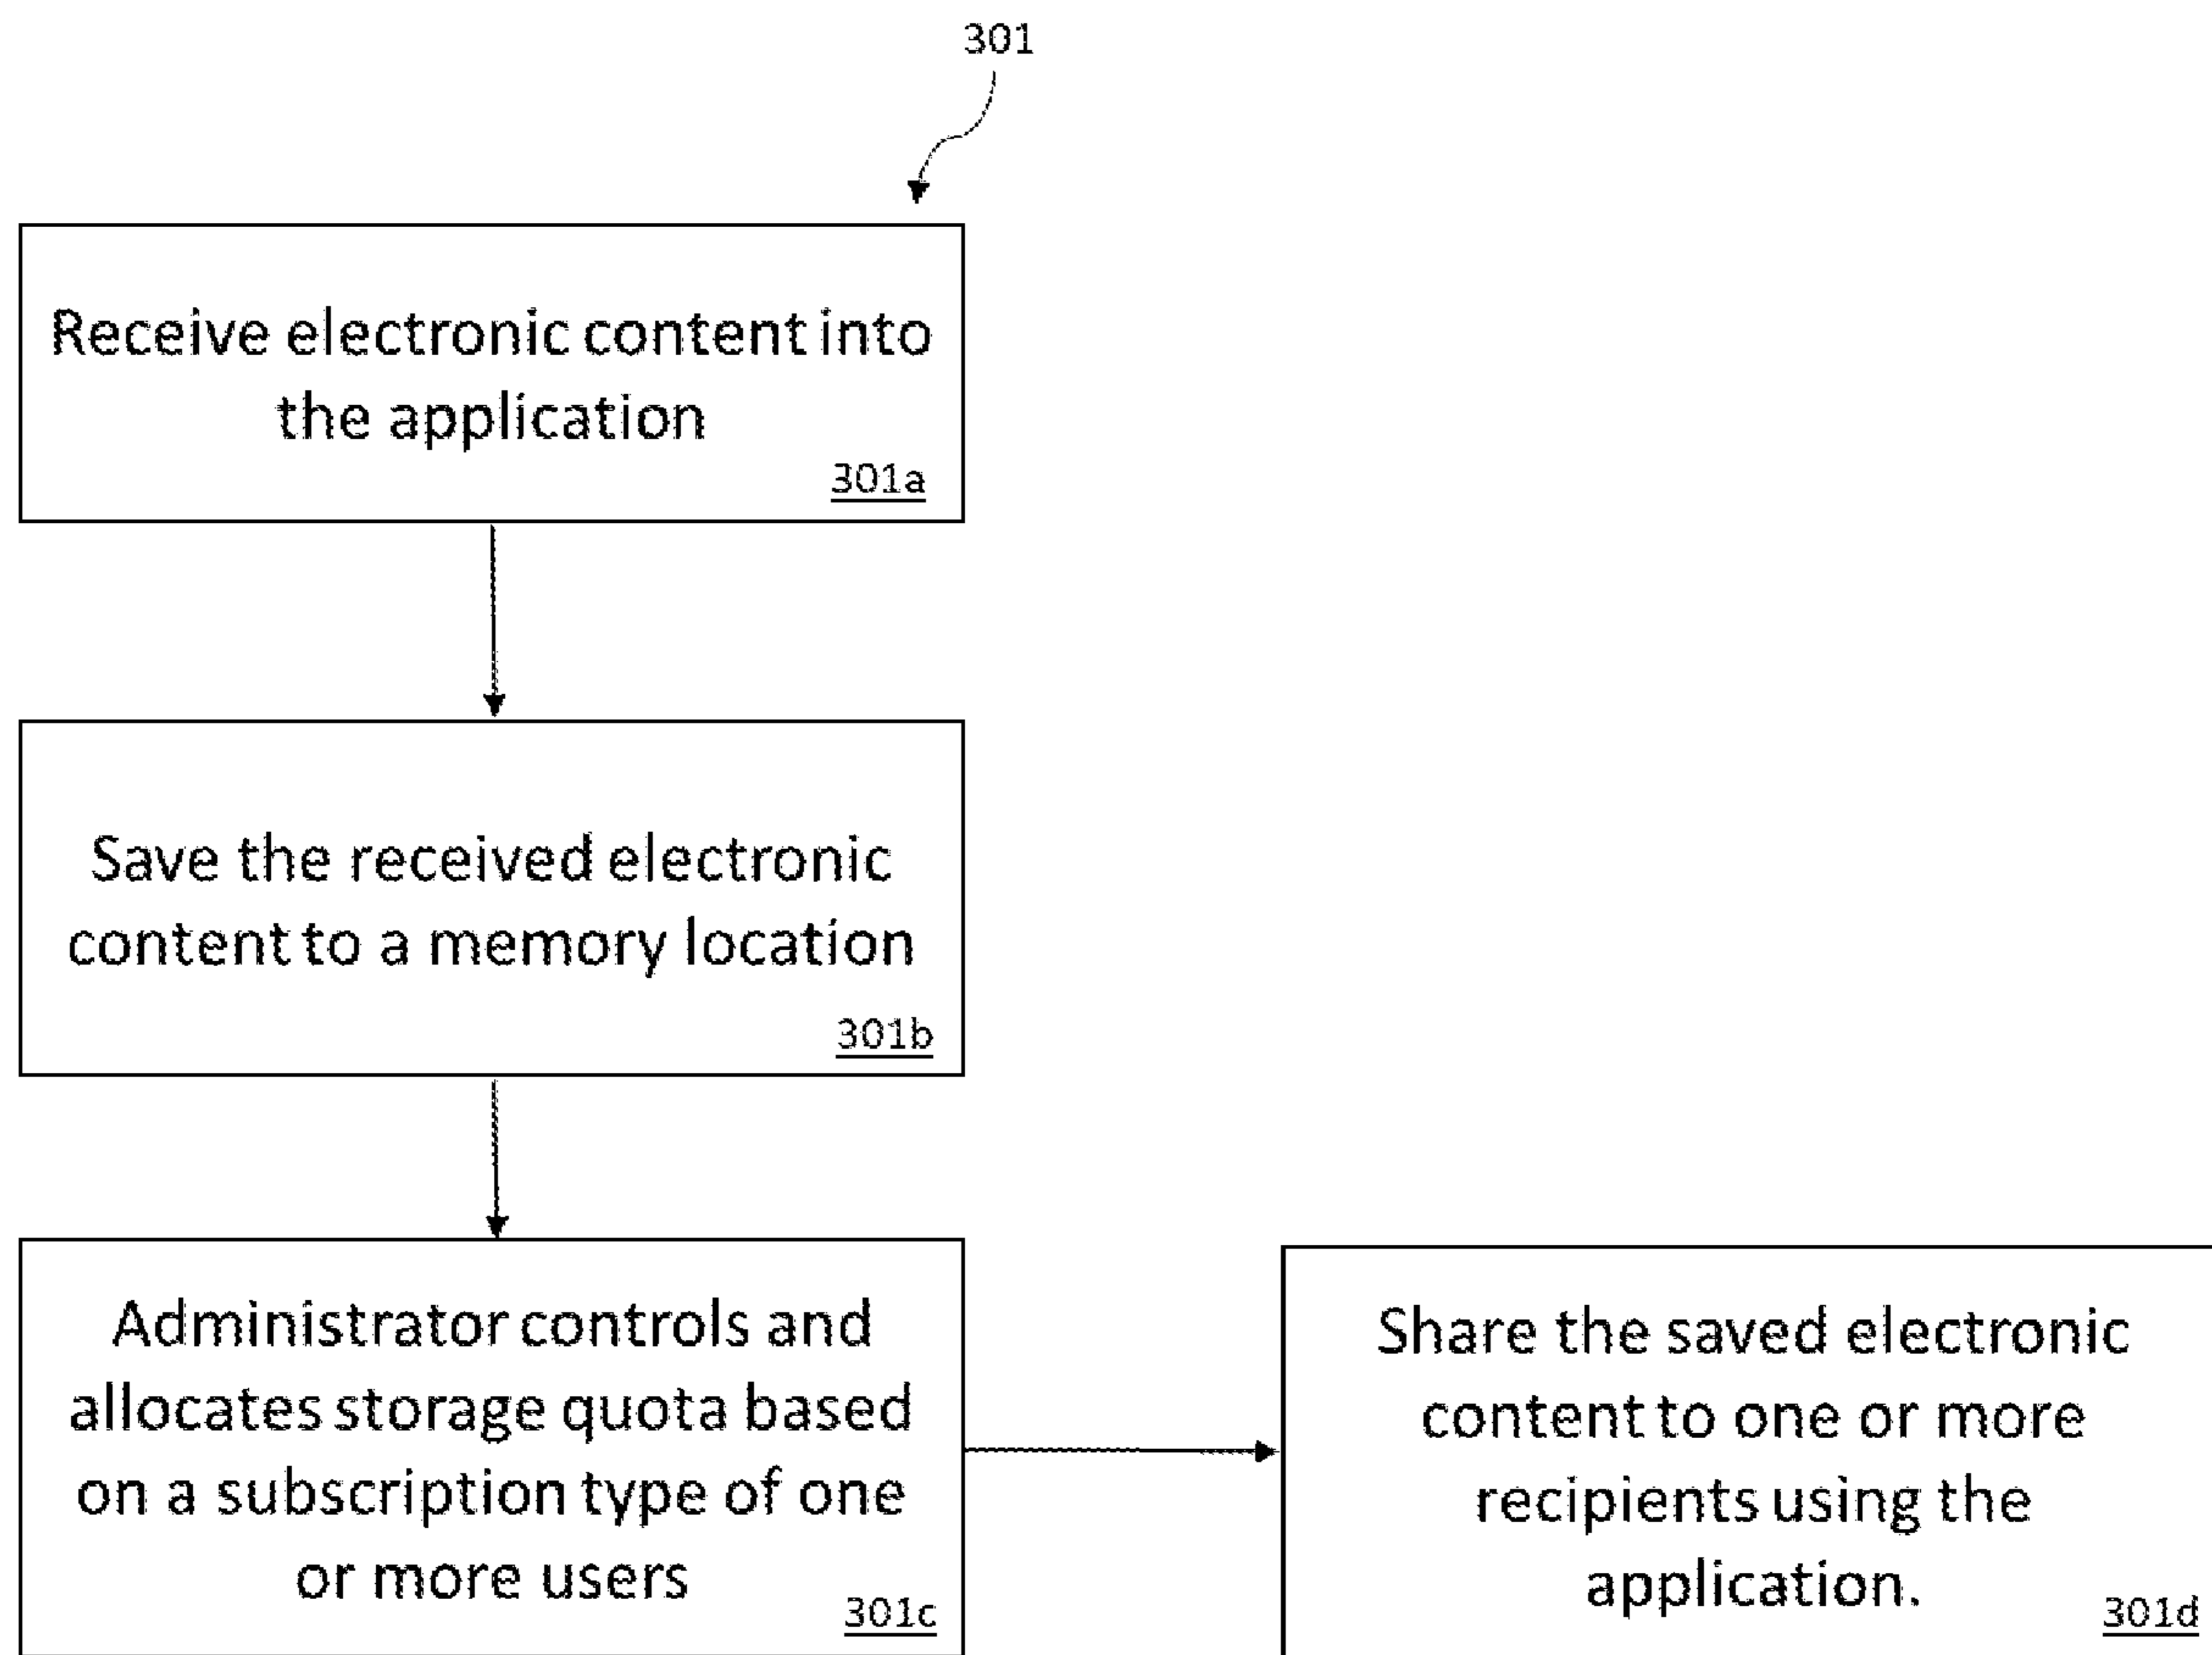 301
Receive electronic content into
the application
301a
Save the received electronic
content to a memory location
301b
Administrator controls and
allocates storage quota based
on a subscription type of one
or more users
301c
Share the saved electronic
content to one or more
recipients using the
application.
301d